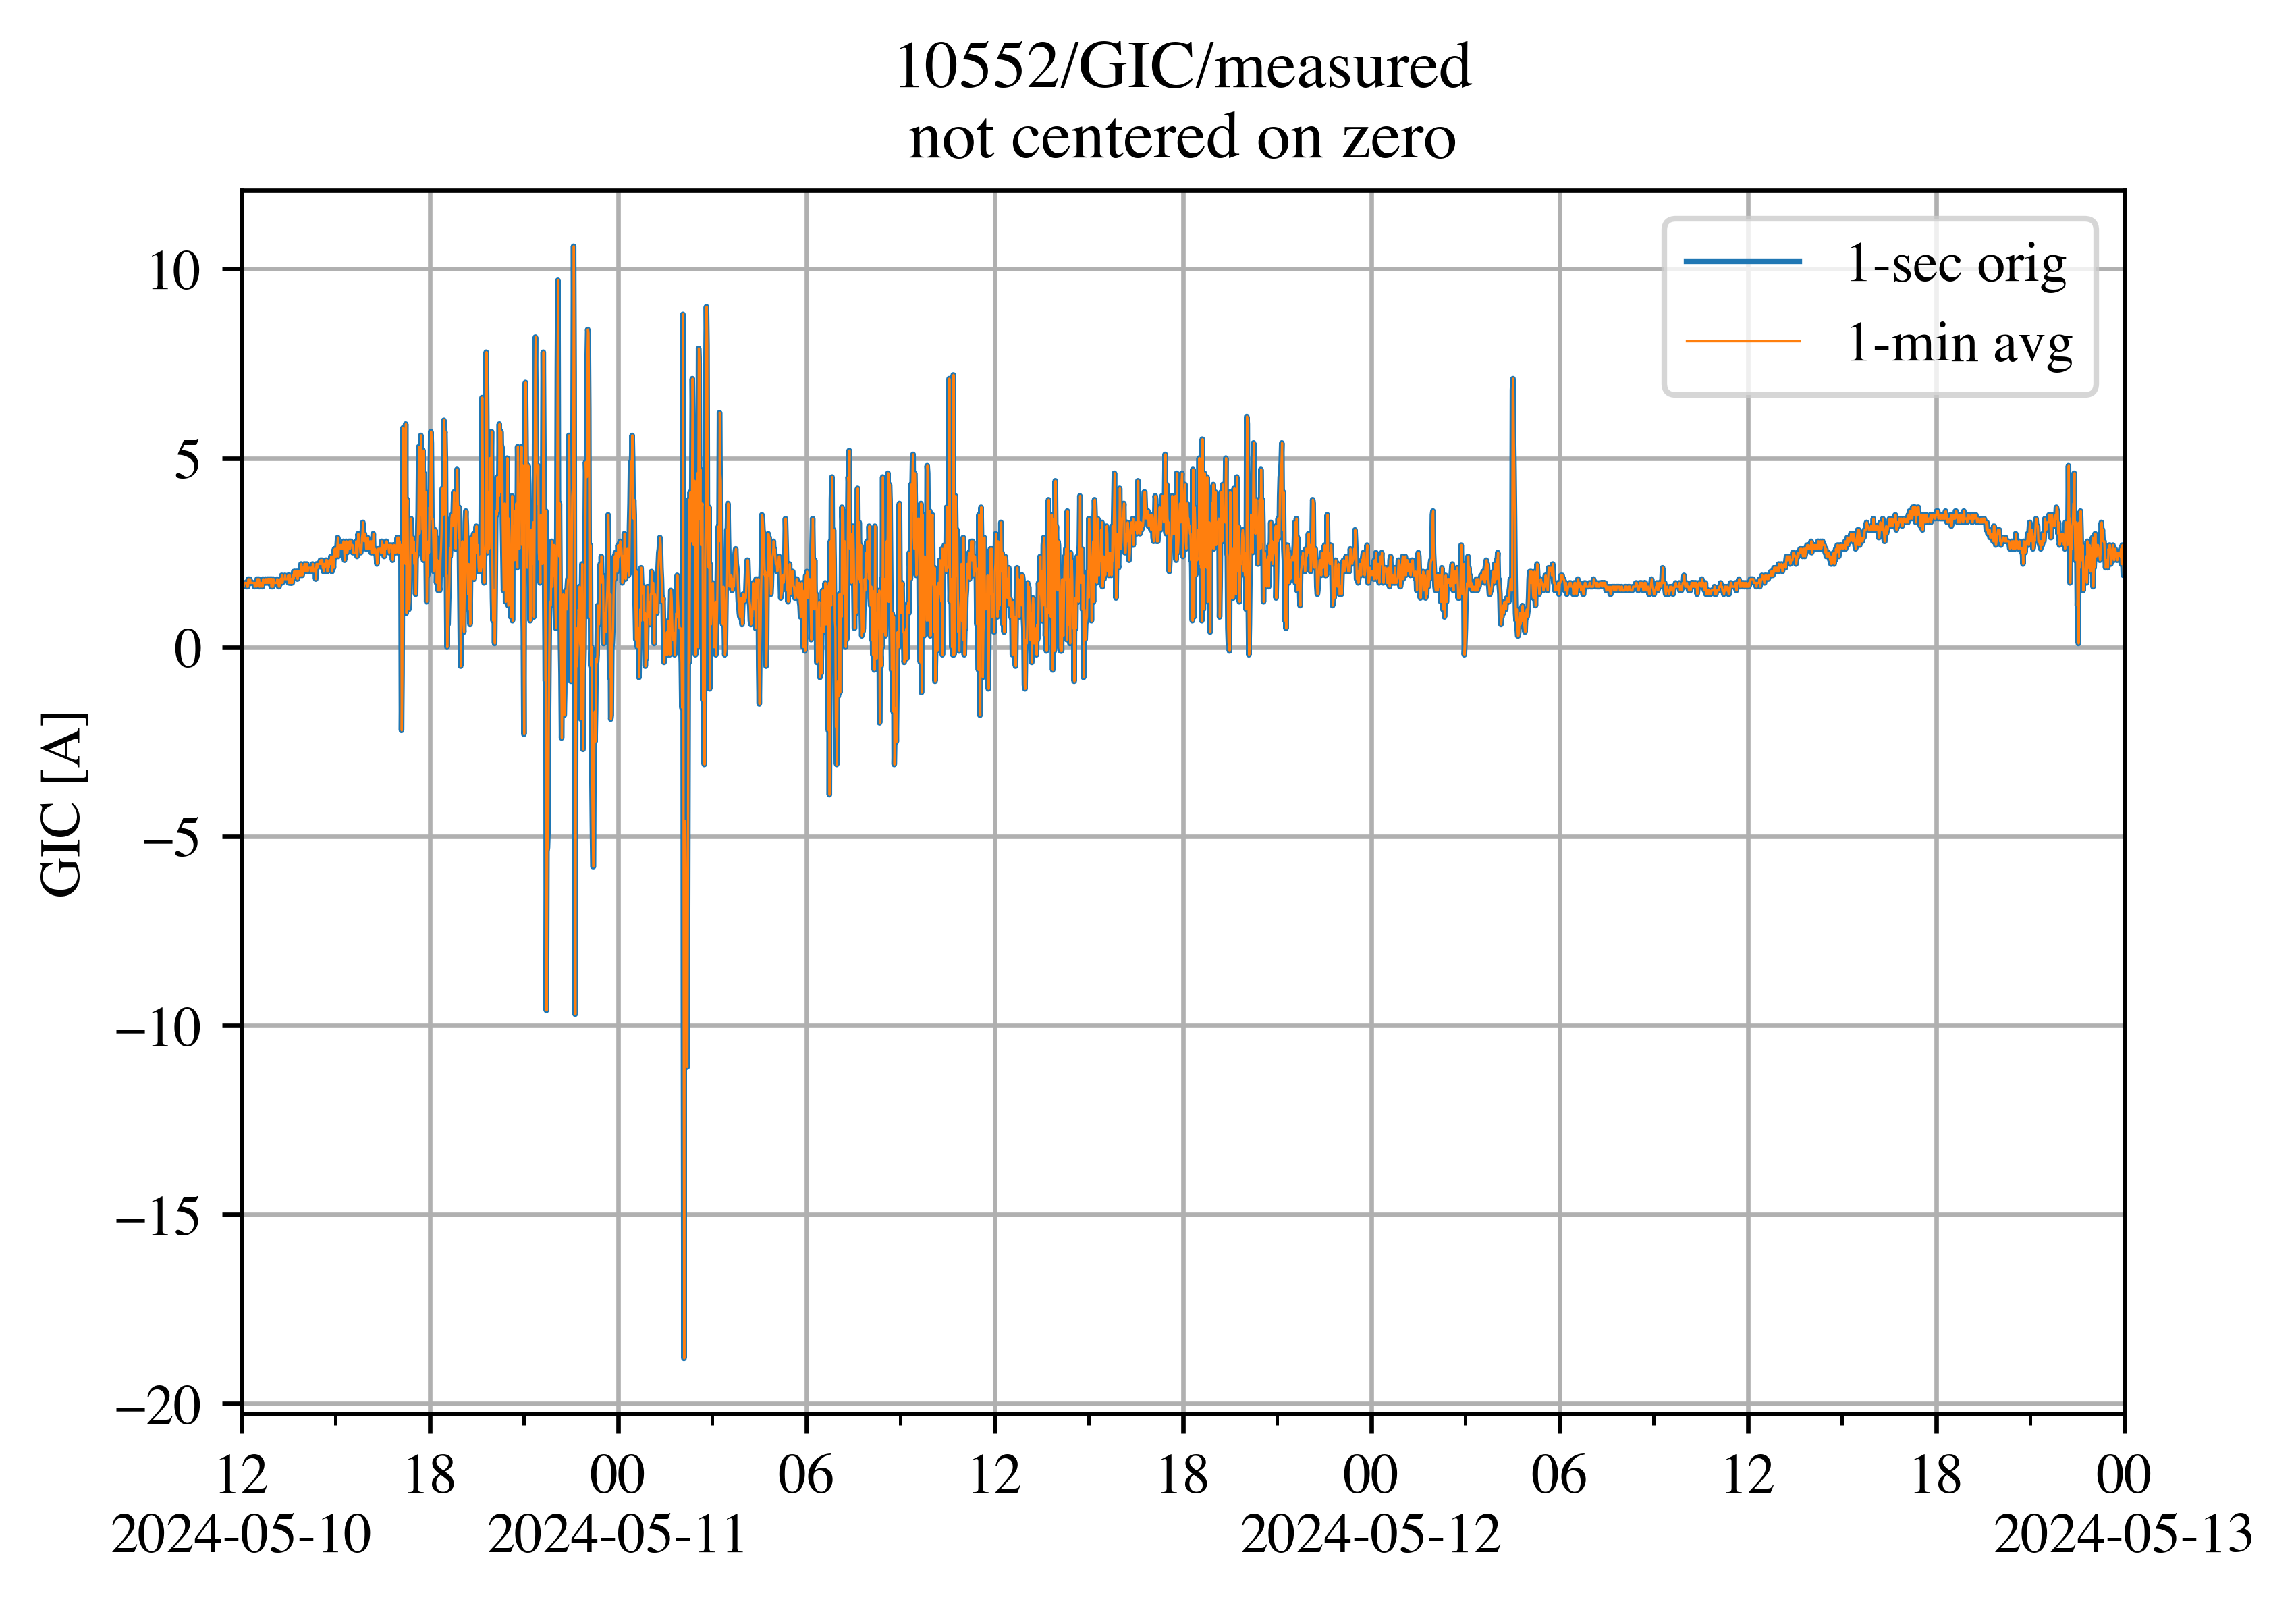 10552/GIC/measured
not centered on zero
1-sec orig
1-min avg
GIC [A]
10
5
0
−5
−10
−15
−20
12 18 00 06 12 18 00 06 12 18 00
2024-05-10 2024-05-11 2024-05-12 2024-05-13